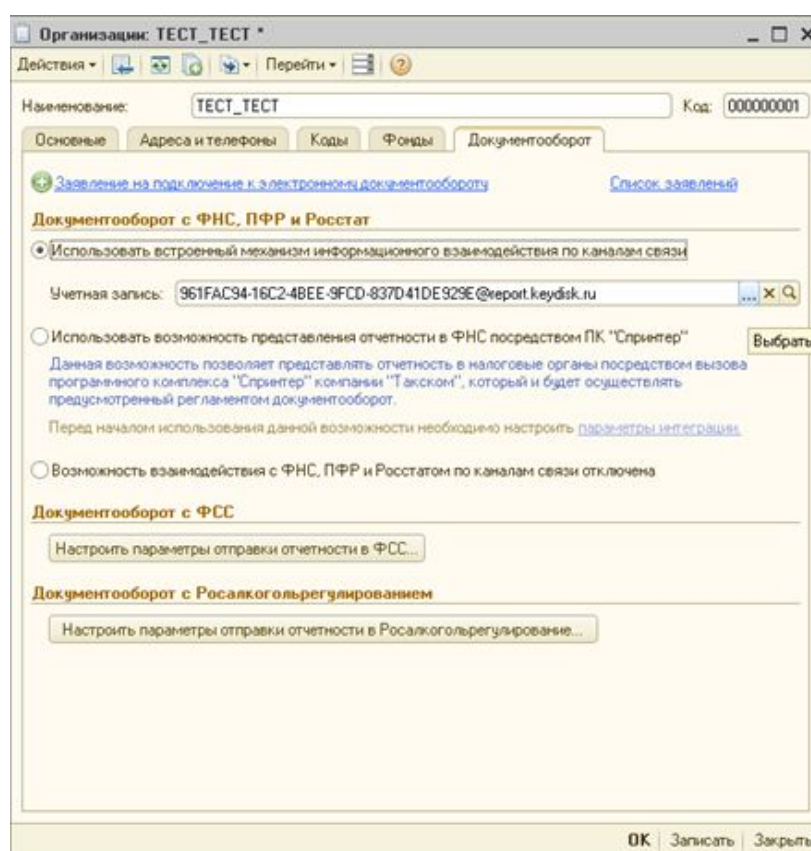 Организации: ТЕСТ_ТЕСТ *
Действия Перейти
Наименование: ТЕСТ_ТЕСТ Код: 000000001
Основные Адреса и телефоны Коды Фонды Документооборот
Заявление на подключение к электронному документообороту Список заявлений
Документооборот с ФНС, ПФР и Росстат
Использовать встроенный механизм информационного взаимодействия по каналам связи
Учетная запись: 961FAC94-16C2-4BEE-9FCD-837D41DE929E@report.keydisk.ru ...
Использовать возможность представления отчетности в ФНС посредством ПК "Спринтер" Выбрать
Данная возможность позволяет представлять отчетность в налоговые органы посредством вызова
программного комплекса "Спринтер" компании "Такском", который и будет осуществлять
предусмотренный регламентом документооборот.
Перед началом использования данной возможности необходимо настроить параметры интеграции.
Возможность взаимодействия с ФНС, ПФР и Росстатом по каналам связи отключена
Документооборот с ФСС
Настроить параметры отправки отчетности в ФСС...
Документооборот с Росалкогольрегулированием
Настроить параметры отправки отчетности в Росалкогольрегулирование...
OK Записать Закрыть